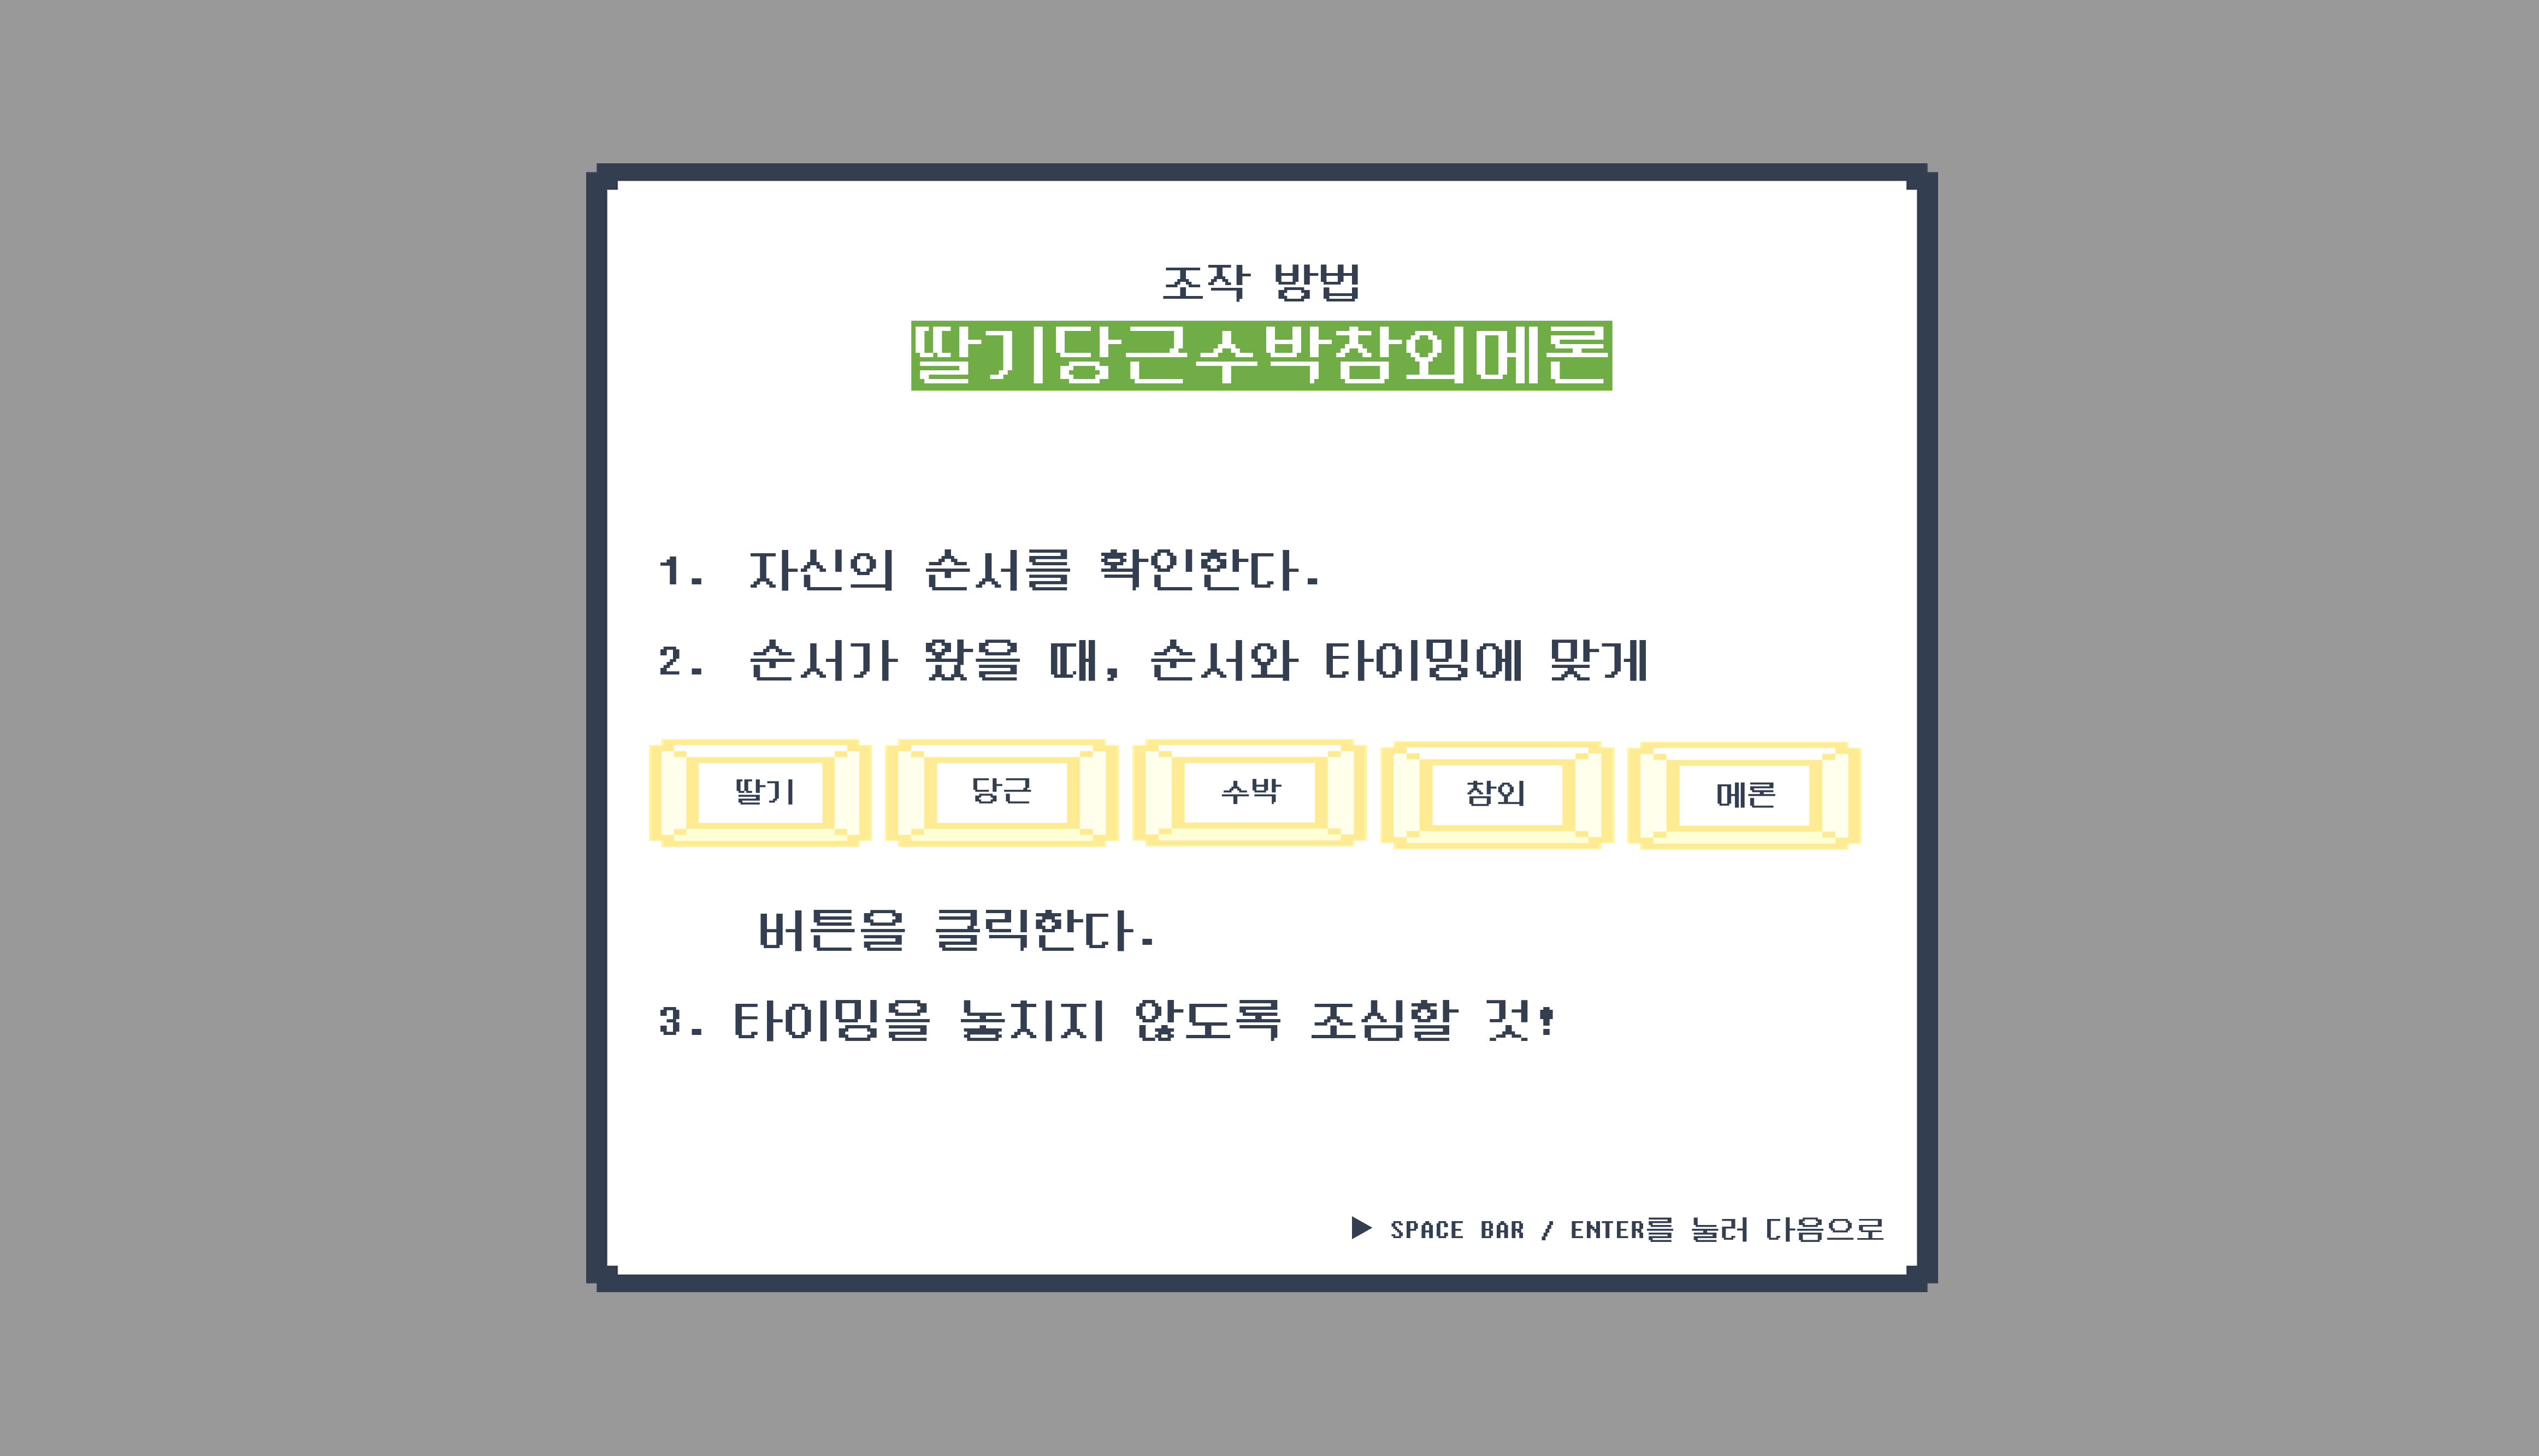 조작 방법
딸기당근수박참외메론
1. 자신의 순서를 확인한다.
2. 순서가 왔을 때, 순서와 타이밍에 맞게
딸기 당근 수박 참외 메론
버튼을 클릭한다.
3. 타이밍을 놓치지 않도록 조심할 것!
▶ SPACE BAR / ENTER를 눌러 다음으로